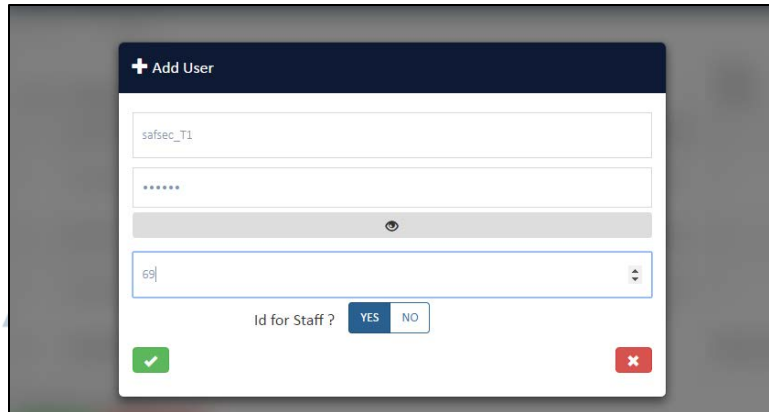 Add User
safsec_T1
••••••
69
Id for Staff ? YES NO